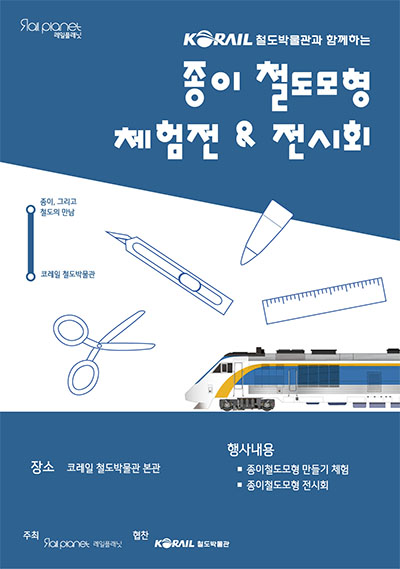 Rail planet
레일플래닛
KORAIL 철도박물관과 함께하는
종이 철도모형
체험전 & 전시회
종이, 그리고
철도의 만남
코레일 철도박물관
장소 코레일 철도박물관 본관
행사내용
■ 종이철도모형 만들기 체험
■ 종이철도모형 전시회
주최 Rail planet 레일플래닛 협찬 KORAIL 철도박물관